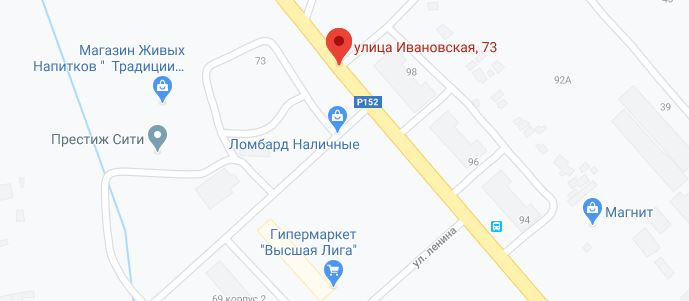 улица Ивановская, 73
Магазин Живых
Напитков " Традиции...
73
98
92А
P152
39
Престиж Сити
Ломбард Наличные
96
Магнит
94
Гипермаркет
"Высшая Лига"
ул. ленина
69 корпус 2